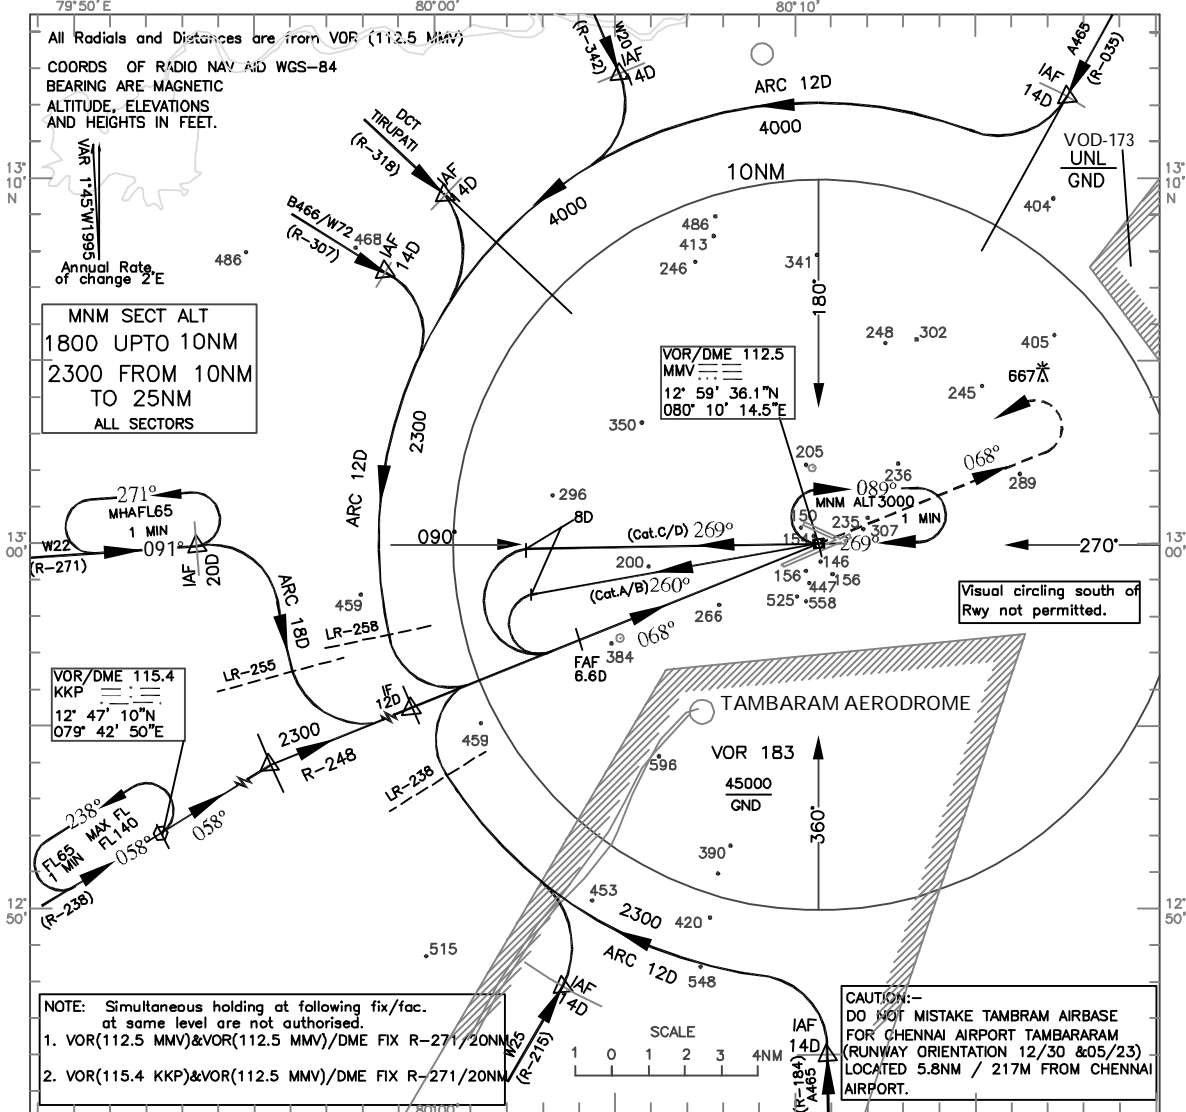 79°50'E
80°00'
80°10'
All Radials and Distances are from VOR (112.5 MMV)
COORDS OF RADIO NAV AID WGS-84
BEARING ARE MAGNETIC
ALTITUDE, ELEVATIONS
AND HEIGHTS IN FEET.
VAR 1°45'W1995
Annual Rate
of change 2'E
W20
(R-342)
IAF
14D
A465
(R-035)
IAF
14D
ARC 12D
4000
DCT
TIRUPATI
(R-318)
IAF
14D
B466/W72
(R-307)
IAF
14D
468
486
4000
10NM
VOD-173
UNL
GND
13°
10'
N
13°
10'
N
404
486
413
246
341
180°
248
302
405
667
245
MNM SECT ALT
1800 UPTO 10NM
2300 FROM 10NM
TO 25NM
ALL SECTORS
VOR/DME 112.5
MMV
12° 59' 36.1"N
080° 10' 14.5"E
350
2300
ARC 12D
205
236
289
068°
296
8D
271°
MHAFL65
1 MIN
091°
W22
(R-271)
IAF
20D
089°
MNM ALT3000
1 MIN
150
235
307
269°
090°
(Cat.C/D) 269°
270°
13°
00'
13°
00'
200
(Cat.A/B) 260°
146
156
156
447
525
558
266
459
ARC 18D
LR-258
LR-255
068°
384
FAF
6.6D
Visual circling south of
Rwy not permitted.
VOR/DME 115.4
KKP
12° 47' 10"N
079° 42' 50"E
IF
12D
2300
R-248
459
LR-238
TAMBARAM AERODROME
VOR 183
45000
GND
596
360°
238°
MAX FL
FL140
FL65
1 MIN
058°
058°
(R-238)
390
453
420
2300
ARC 12D
548
515
12°
50'
12°
50'
IAF
14D
W25
(R-215)
IAF
14D
(R-184)
A465
NOTE: Simultaneous holding at following fix/fac.
at same level are not authorised.
1. VOR(112.5 MMV)&VOR(112.5 MMV)/DME FIX R-271/20NM
2. VOR(115.4 KKP)&VOR(112.5 MMV)/DME FIX R-271/20NM
SCALE
1 0 1 2 3 4NM
CAUTION:-
DO NOT MISTAKE TAMBRAM AIRBASE
FOR CHENNAI AIRPORT TAMBARARAM
(RUNWAY ORIENTATION 12/30 &05/23)
LOCATED 5.8NM / 217M FROM CHENNAI
AIRPORT.
80°00'